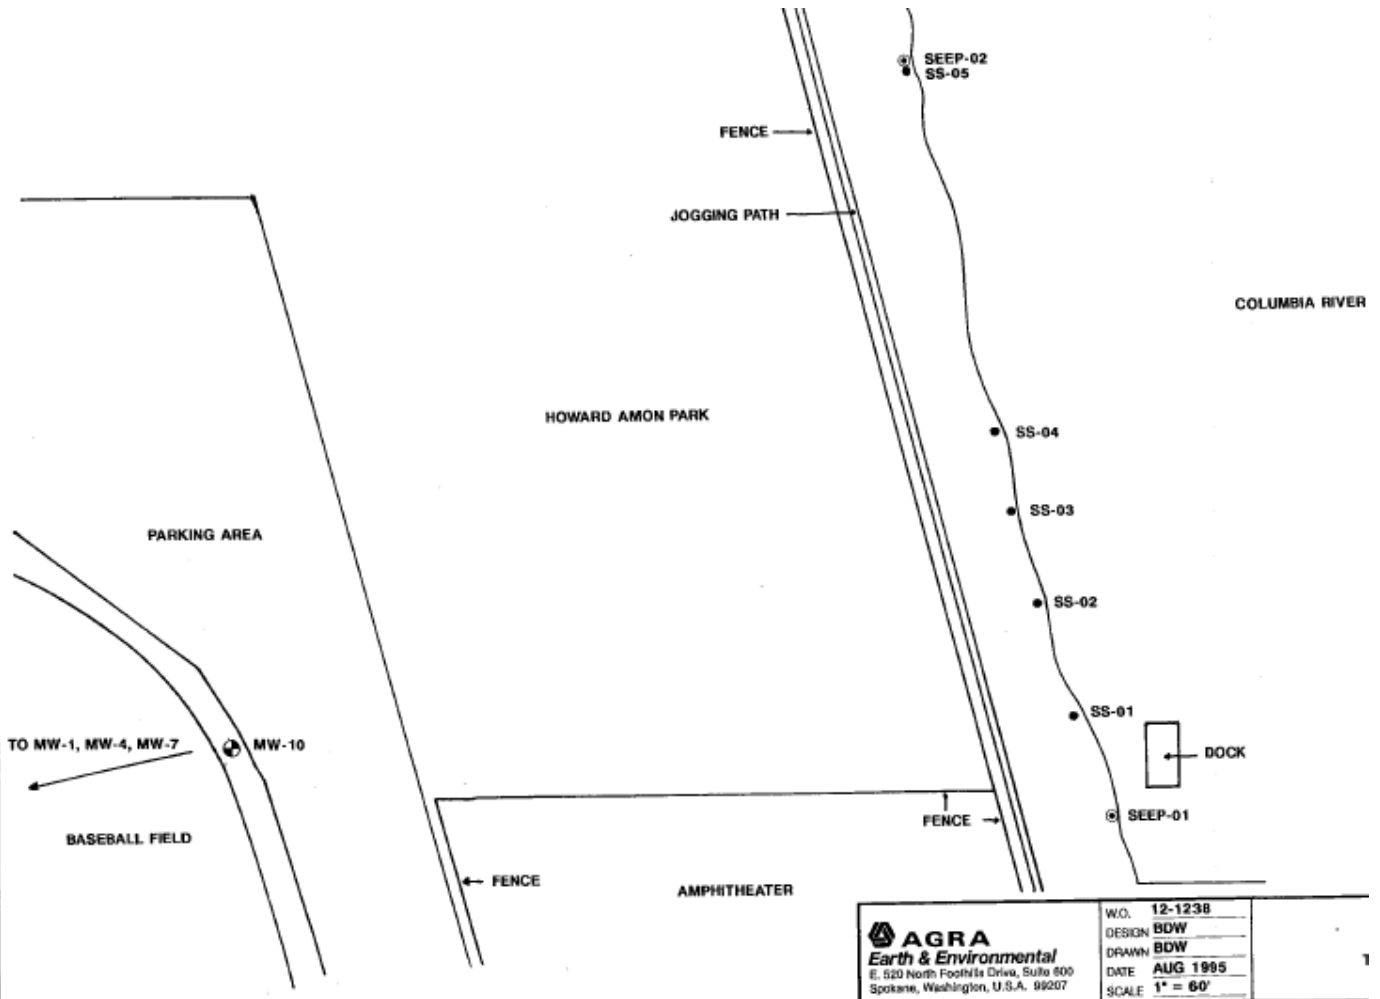 SEEP-02
SS-05
FENCE
JOGGING PATH
COLUMBIA RIVER
HOWARD AMON PARK
SS-04
SS-03
PARKING AREA
SS-02
SS-01
TO MW-1, MW-4, MW-7
MW-10
DOCK
SEEP-01
FENCE
BASEBALL FIELD
FENCE
AMPHITHEATER
AGRA
Earth & Environmental
E. 520 North Foothills Drive, Suite 600
Spokane, Washington, U.S.A. 99207
W.O. 12-1238
DESIGN BDW
DRAWN BDW
DATE AUG 1995
SCALE 1" = 60'